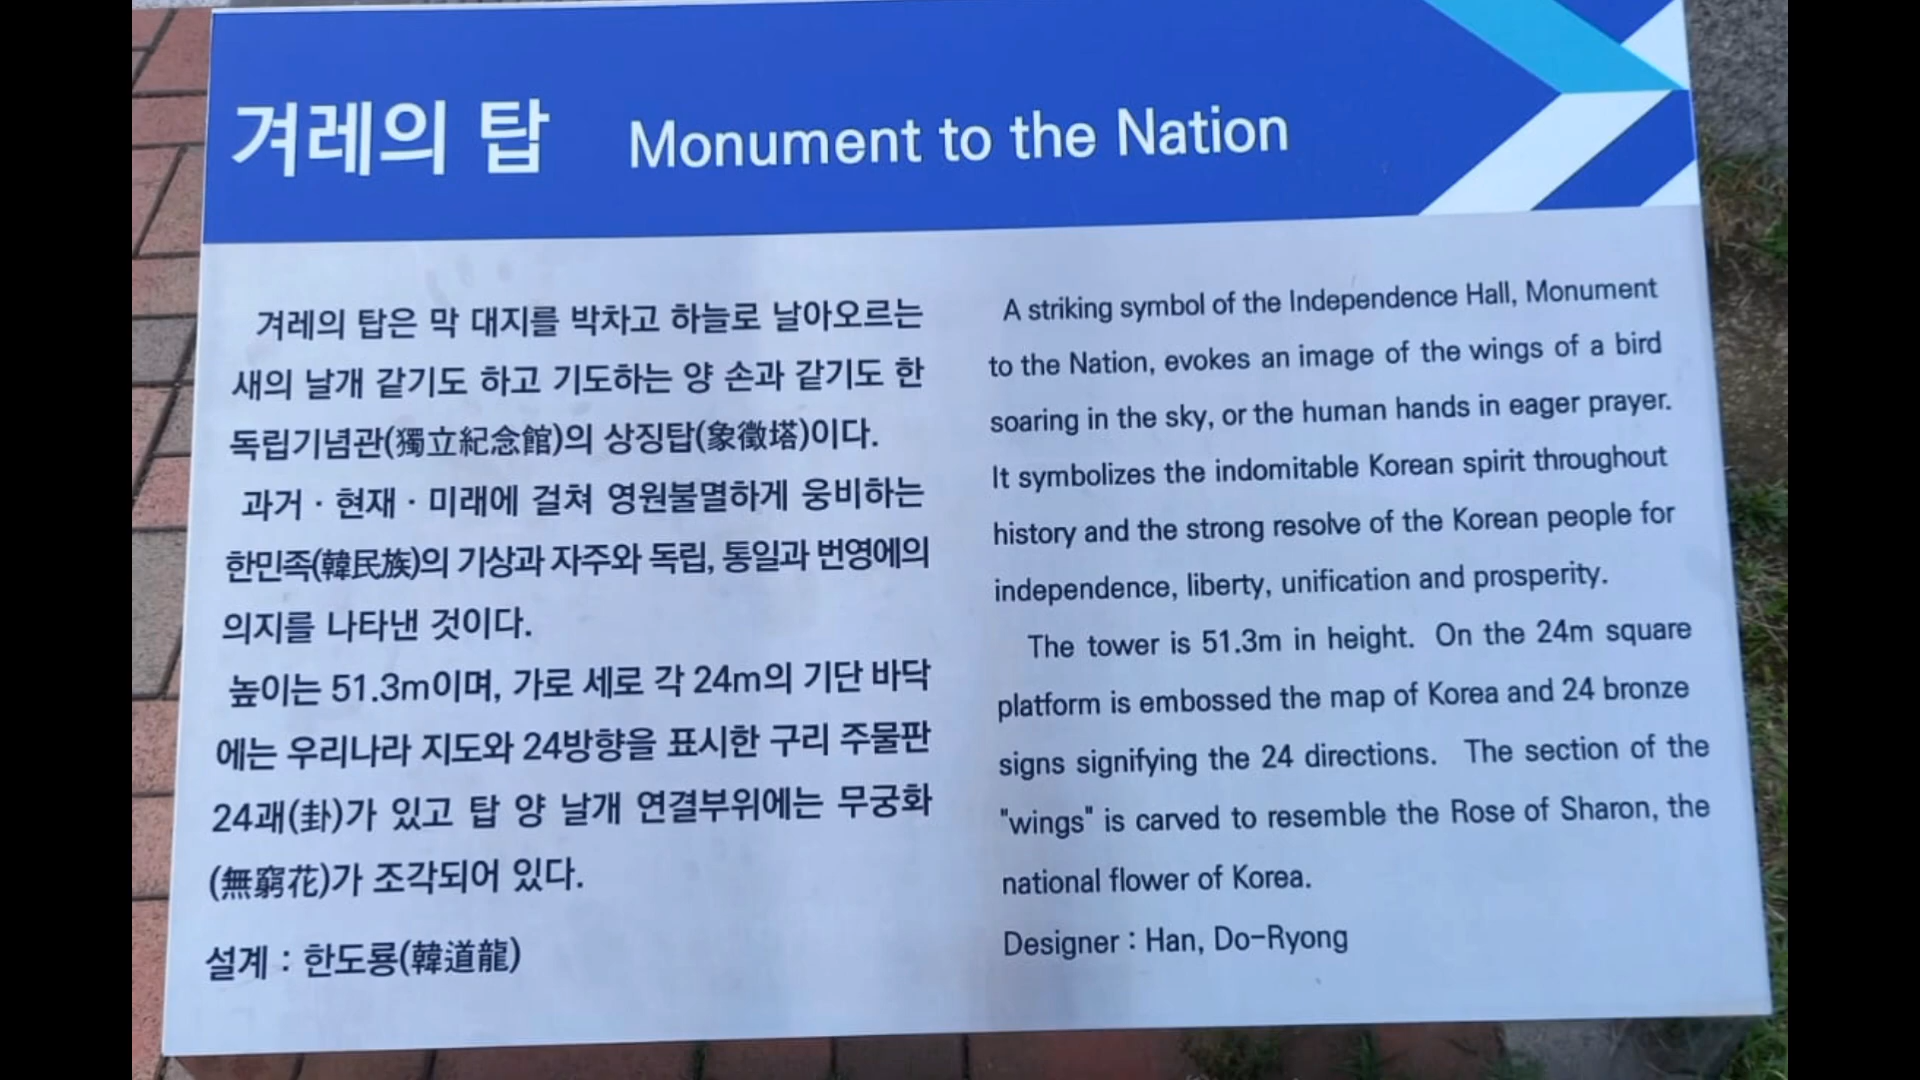 겨레의 탑 Monument to the Nation
겨레의 탑은 막 대지를 박차고 하늘로 날아오르는
새의 날개 같기도 하고 기도하는 양 손과 같기도 한
독립기념관(獨立紀念館)의 상징탑(象徵塔)이다.
과거 · 현재 · 미래에 걸쳐 영원불멸하게 웅비하는
한민족(韓民族)의 기상과 자주와 독립, 통일과 번영에의
의지를 나타낸 것이다.
높이는 51.3m이며, 가로 세로 각 24m의 기단 바닥
에는 우리나라 지도와 24방향을 표시한 구리 주물판
24괘(卦)가 있고 탑 양 날개 연결부위에는 무궁화
(無窮花)가 조각되어 있다.
설계 : 한도룡(韓道龍)
A striking symbol of the Independence Hall, Monument
to the Nation, evokes an image of the wings of a bird
soaring in the sky, or the human hands in eager prayer.
It symbolizes the indomitable Korean spirit throughout
history and the strong resolve of the Korean people for
independence, liberty, unification and prosperity.
The tower is 51.3m in height. On the 24m square
platform is embossed the map of Korea and 24 bronze
signs signifying the 24 directions. The section of the
"wings" is carved to resemble the Rose of Sharon, the
national flower of Korea.
Designer : Han, Do-Ryong